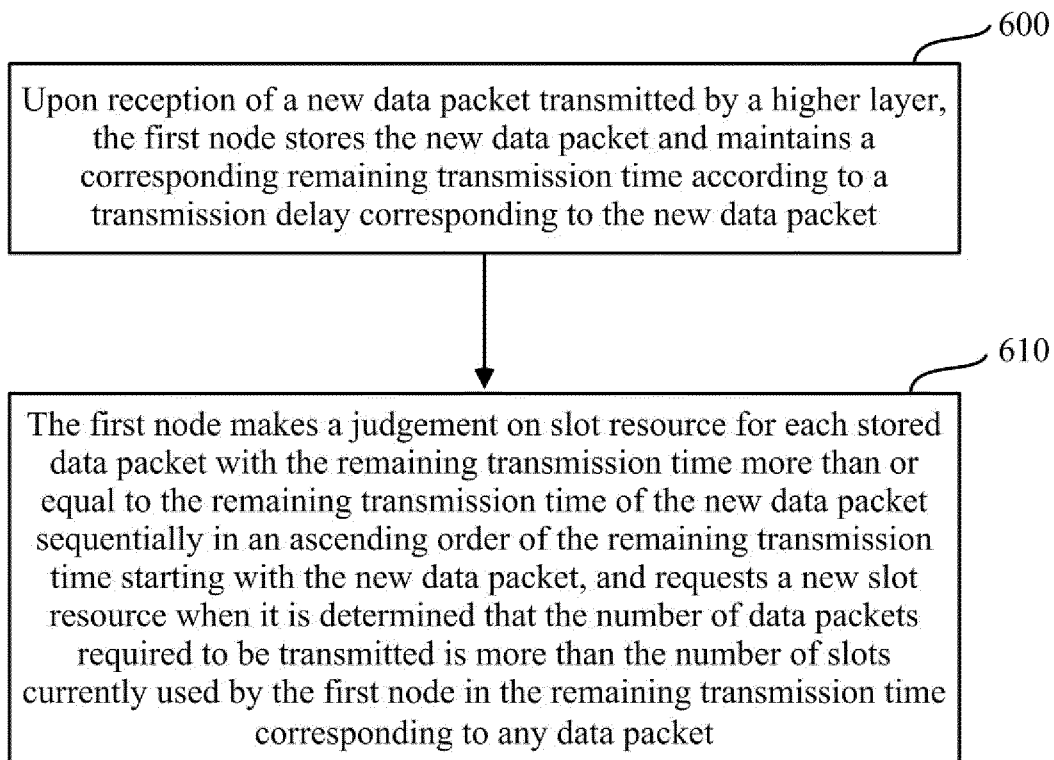 600
Upon reception of a new data packet transmitted by a higher layer,
the first node stores the new data packet and maintains a
corresponding remaining transmission time according to a
transmission delay corresponding to the new data packet
610
The first node makes a judgement on slot resource for each stored
data packet with the remaining transmission time more than or
equal to the remaining transmission time of the new data packet
sequentially in an ascending order of the remaining transmission
time starting with the new data packet, and requests a new slot
resource when it is determined that the number of data packets
required to be transmitted is more than the number of slots
currently used by the first node in the remaining transmission time
corresponding to any data packet